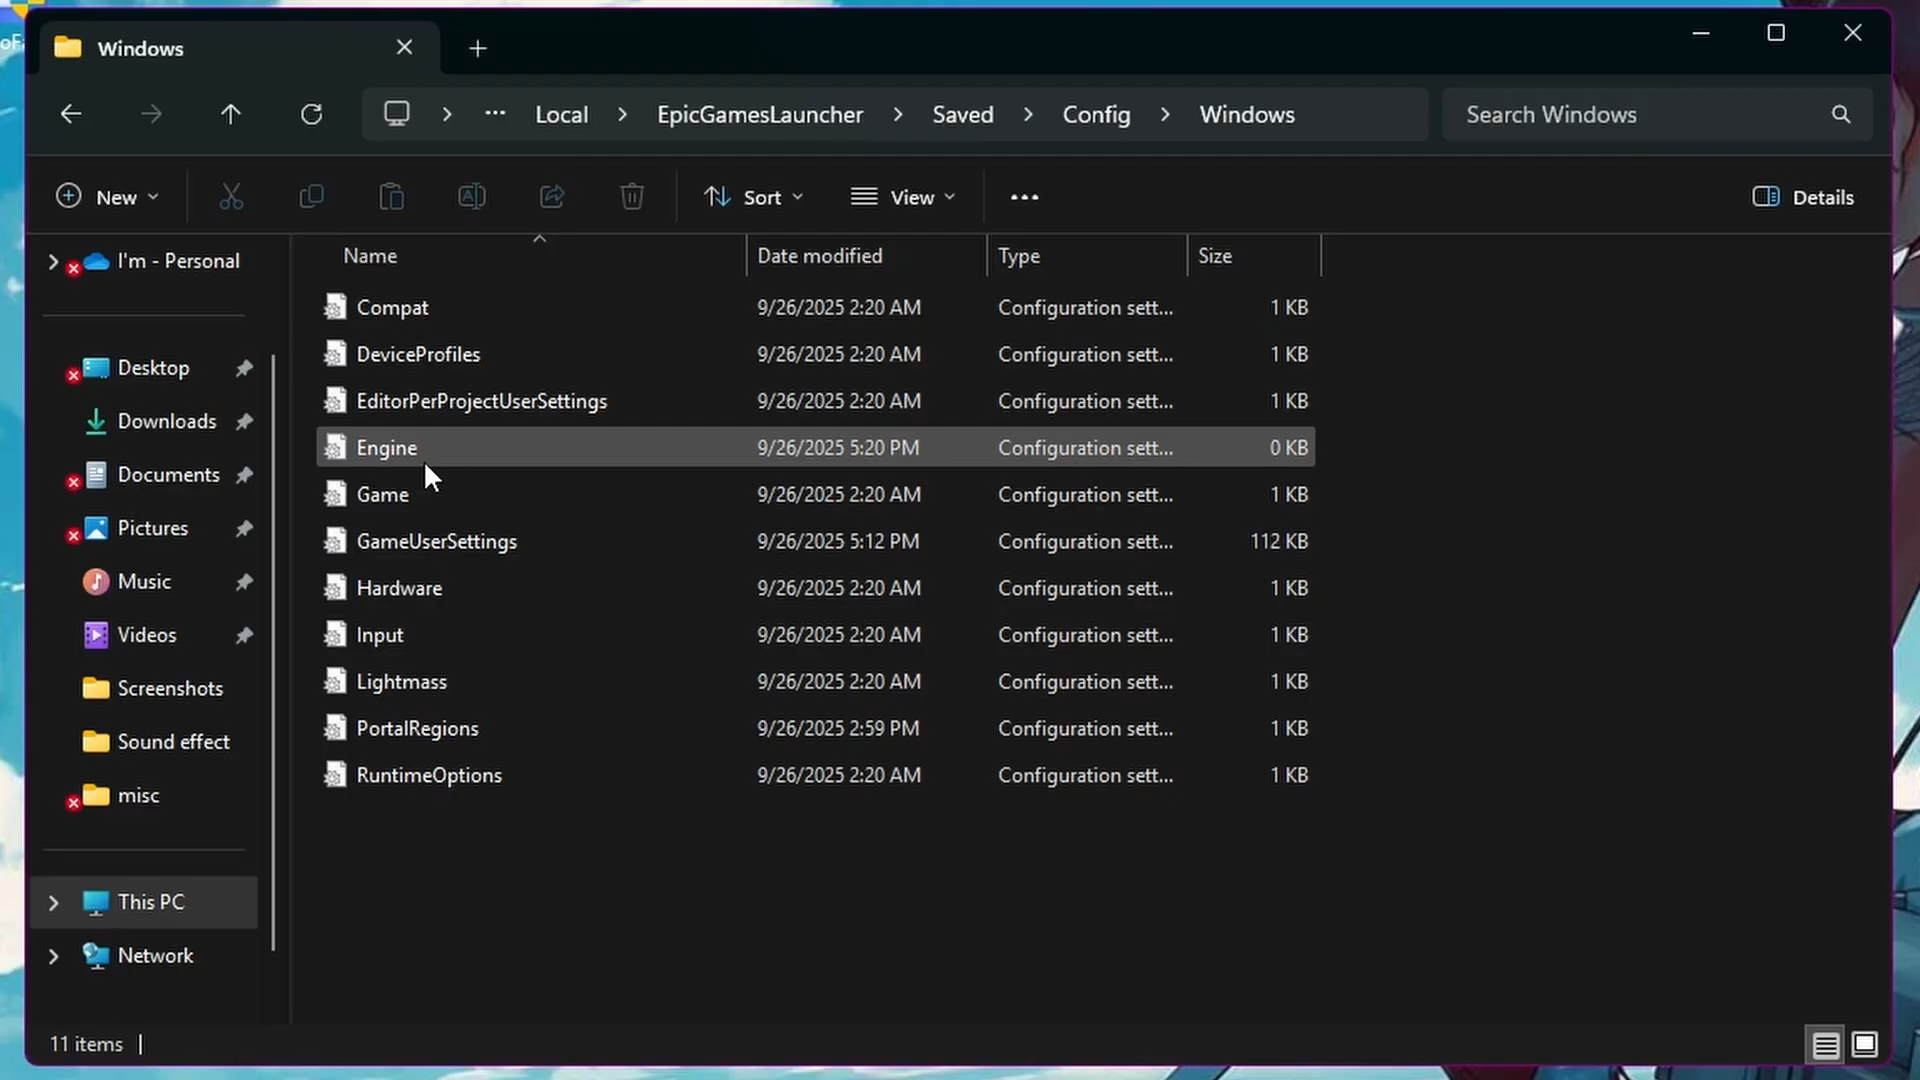 Windows
Local > EpicGamesLauncher > Saved > Config > Windows
Search Windows
New
Sort
View
Details
I'm - Personal
Desktop
Downloads
Documents
Pictures
Music
Videos
Screenshots
Sound effect
misc
This PC
Network
Name Date modified Type Size
Compat 9/26/2025 2:20 AM Configuration sett... 1 KB
DeviceProfiles 9/26/2025 2:20 AM Configuration sett... 1 KB
EditorPerProjectUserSettings 9/26/2025 2:20 AM Configuration sett... 1 KB
Engine 9/26/2025 5:20 PM Configuration sett... 0 KB
Game 9/26/2025 2:20 AM Configuration sett... 1 KB
GameUserSettings 9/26/2025 5:12 PM Configuration sett... 112 KB
Hardware 9/26/2025 2:20 AM Configuration sett... 1 KB
Input 9/26/2025 2:20 AM Configuration sett... 1 KB
Lightmass 9/26/2025 2:20 AM Configuration sett... 1 KB
PortalRegions 9/26/2025 2:59 PM Configuration sett... 1 KB
RuntimeOptions 9/26/2025 2:20 AM Configuration sett... 1 KB
11 items